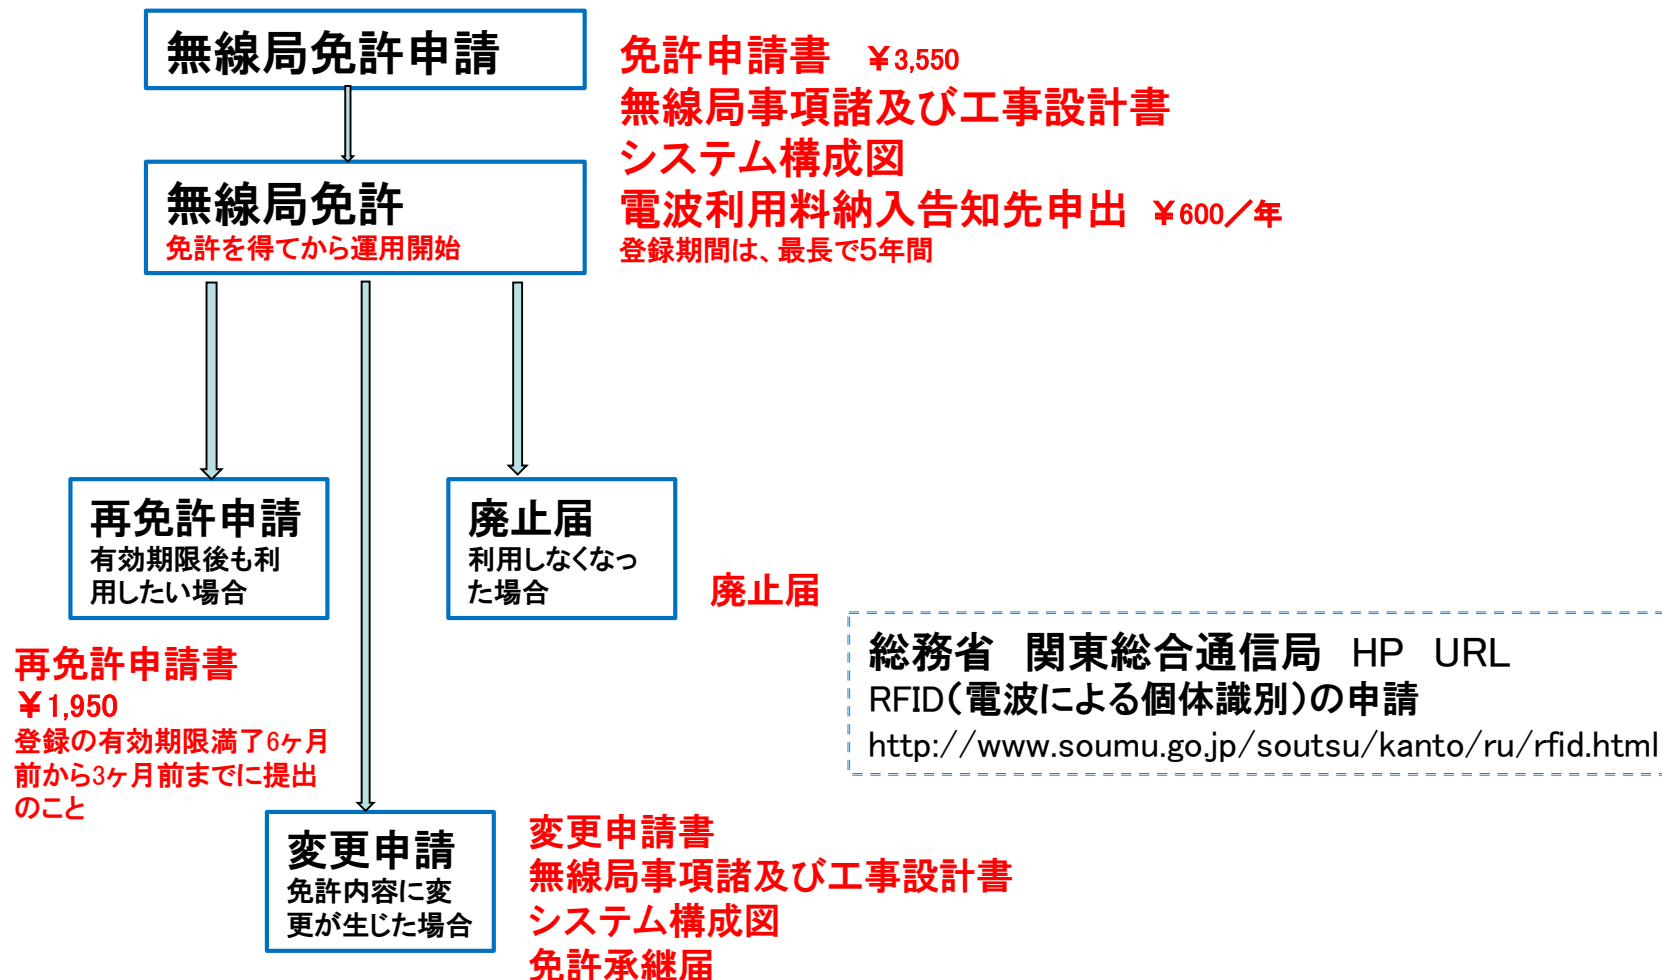 無線局免許申請
免許申請書　￥3,550
無線局事項諸及び工事設計書
システム構成図
電波利用料納入告知先申出　￥600／年
登録期間は、最長で5年間
無線局免許
免許を得てから運用開始
再免許申請
有効期限後も利
用したい場合
廃止届
利用しなくなっ
た場合
廃止届
再免許申請書
￥1,950
登録の有効期限満了6ヶ月
前から3ヶ月前までに提出
のこと
総務省　関東総合通信局　HP　URL
RFID（電波による個体識別）の申請
http://www.soumu.go.jp/soutsu/kanto/ru/rfid.html
変更申請
免許内容に変
更が生じた場合
変更申請書
無線局事項諸及び工事設計書
システム構成図
免許承継届